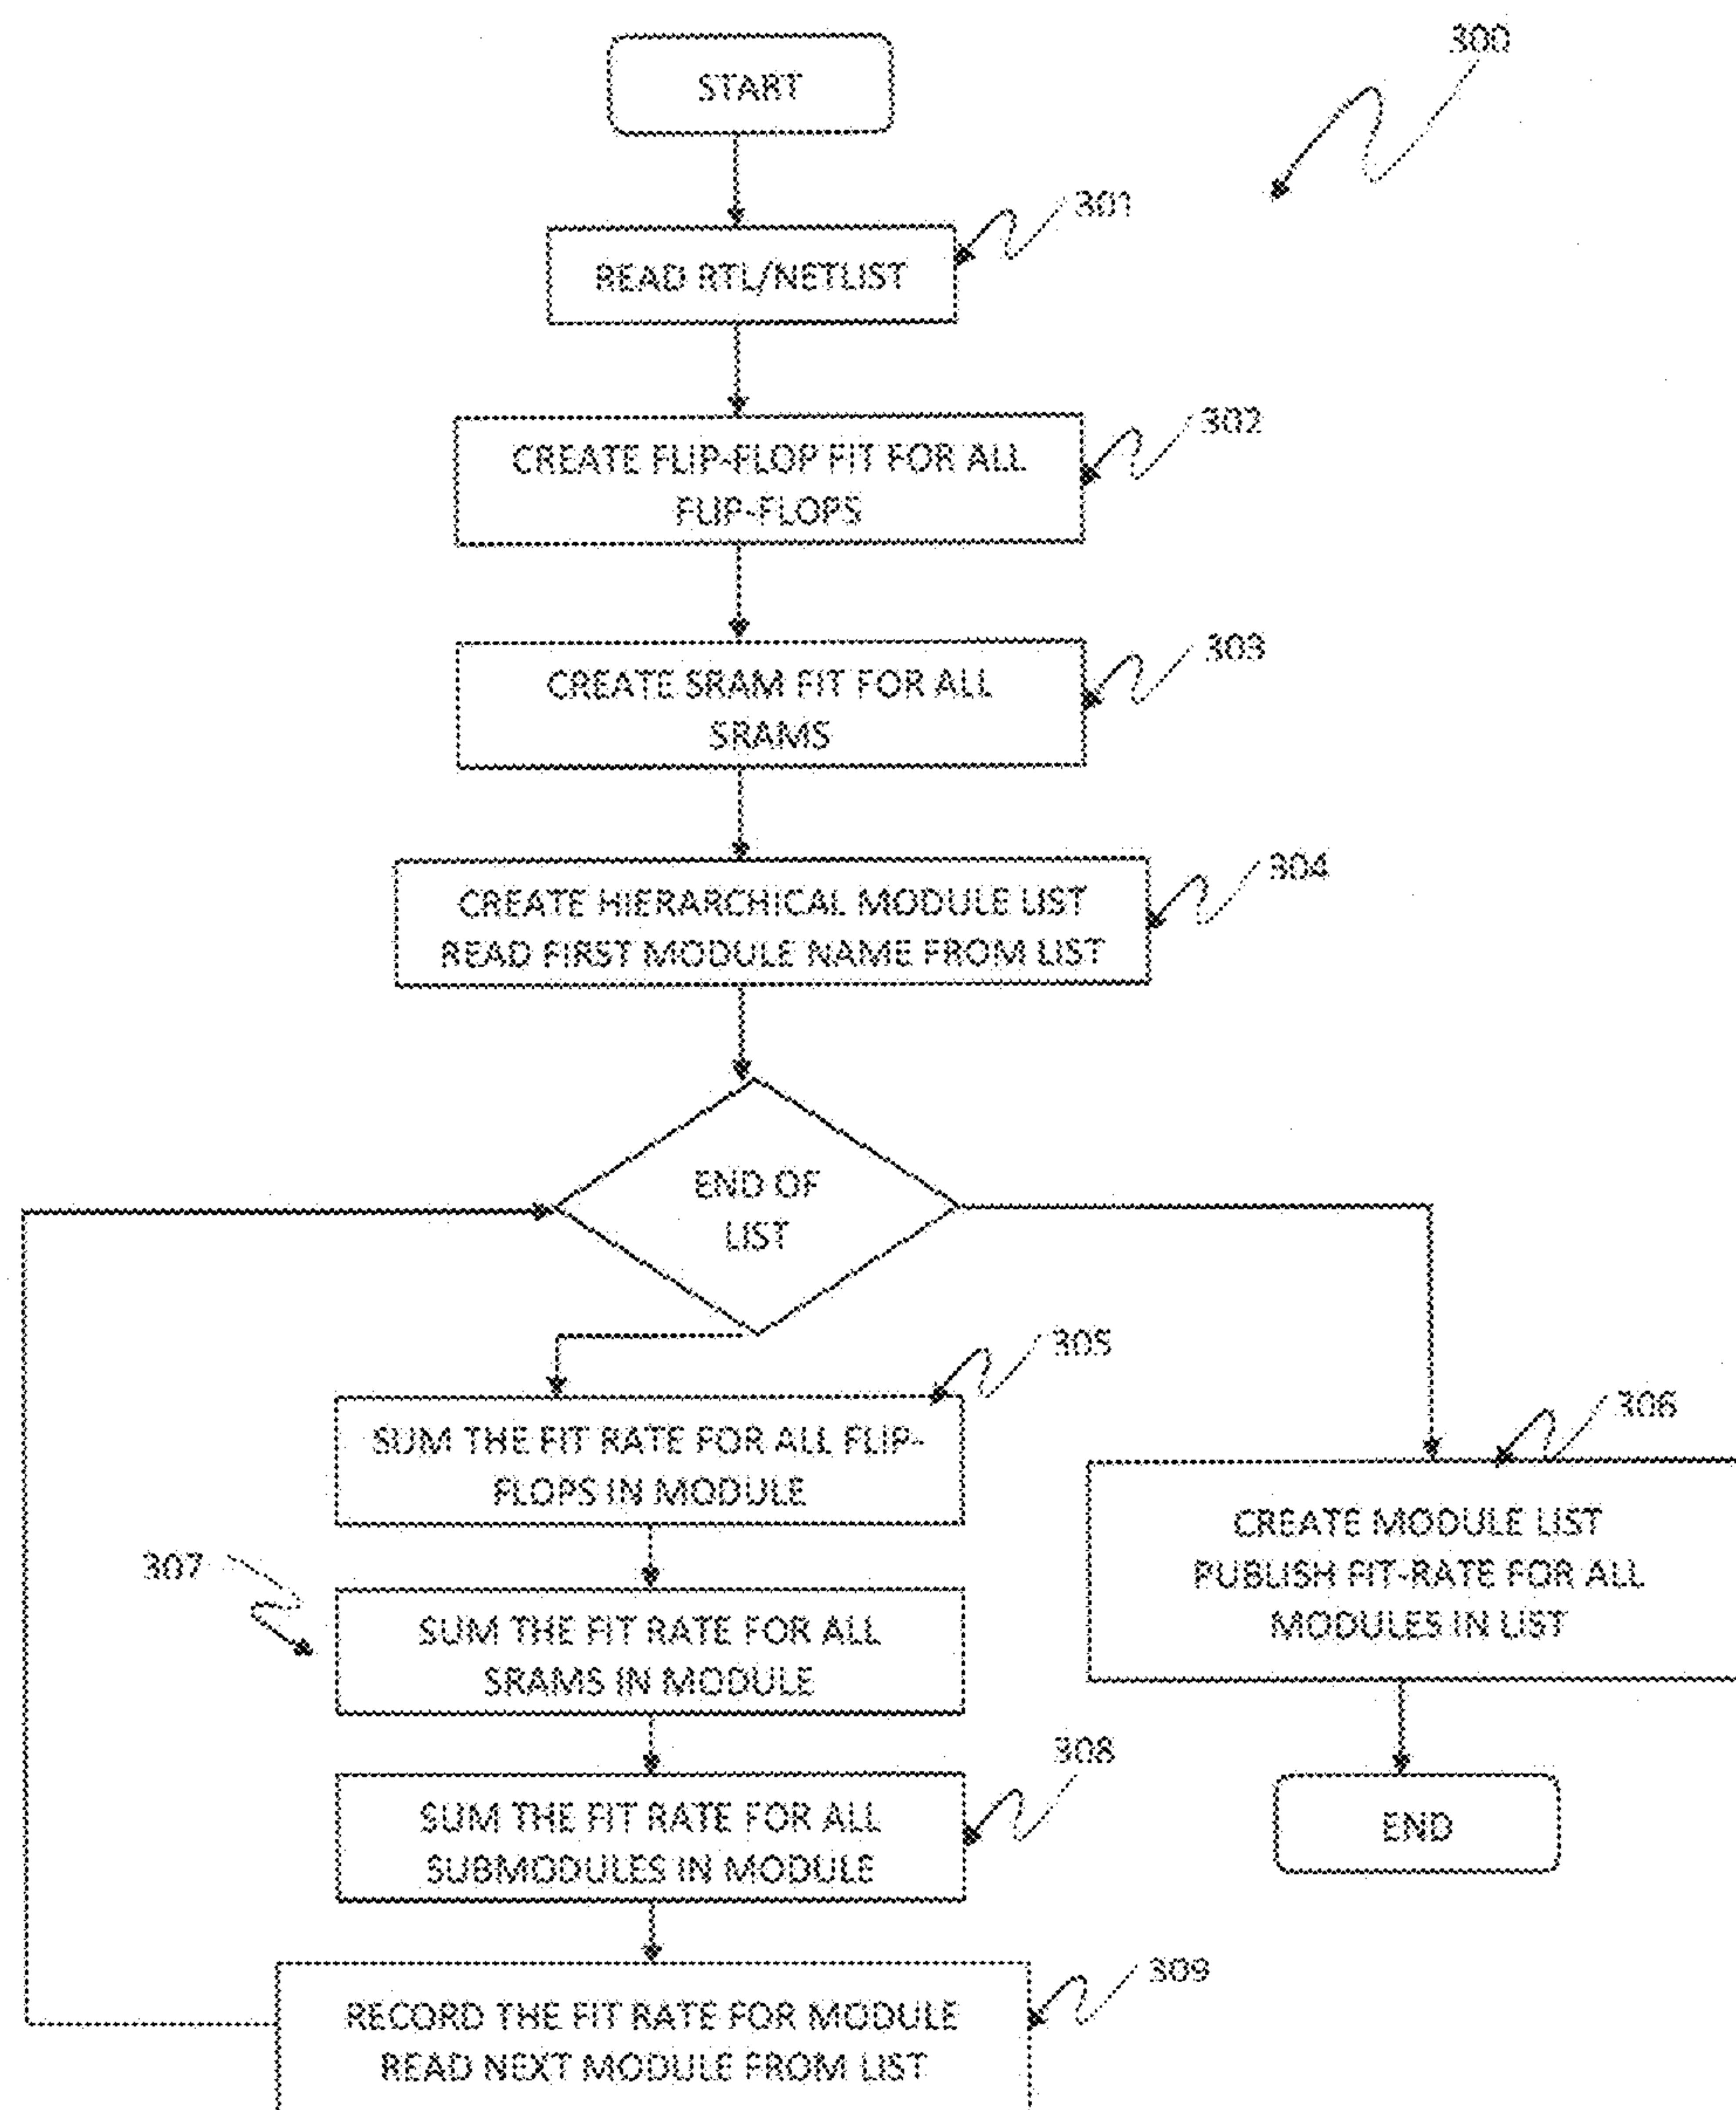 300
START
301
READ RTL/NETLIST
302
CREATE FLIP-FLOP FIT FOR ALL
FLIP-FLOPS
303
CREATE SRAM FIT FOR ALL
SRAMS
304
CREATE HIERARCHICAL MODULE LIST
READ FIRST MODULE NAME FROM LIST
END OF
LIST
305
SUM THE FIT RATE FOR ALL FLIP-
FLOPS IN MODULE
306
CREATE MODULE LIST
PUBLISH FIT-RATE FOR ALL
MODULES IN LIST
307
SUM THE FIT RATE FOR ALL
SRAMS IN MODULE
308
SUM THE FIT RATE FOR ALL
SUBMODULES IN MODULE
END
309
RECORD THE FIT RATE FOR MODULE
READ NEXT MODULE FROM LIST